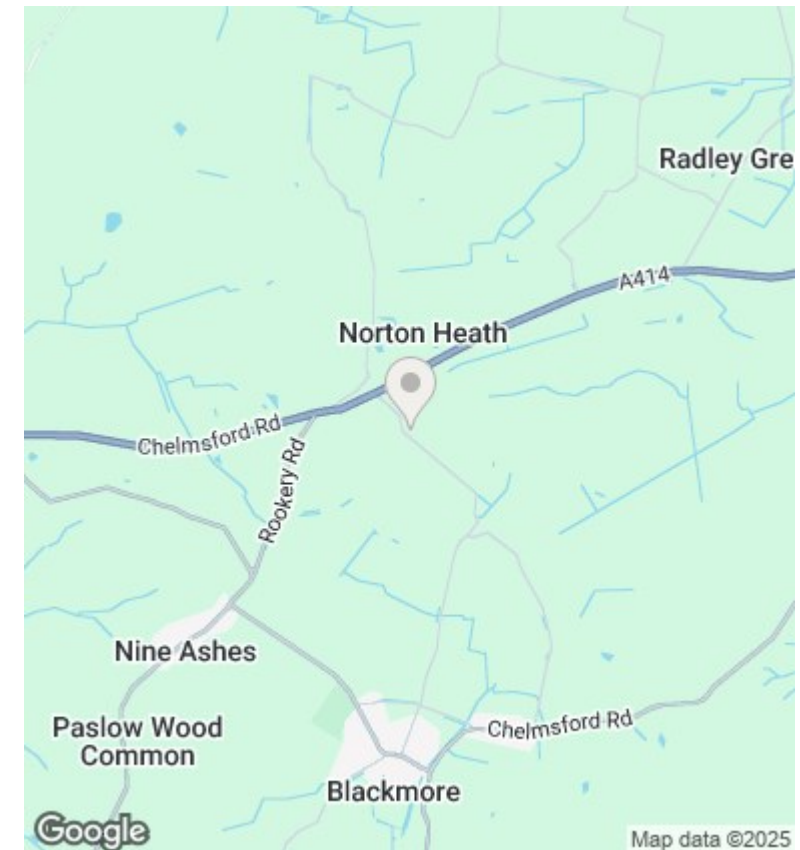 Radley Gre
A414
Norton Heath
Chelmsford Rd
Rookery Rd
Nine Ashes
Paslow Wood
Common
Chelmsford Rd
Blackmore
Google
Map data ©2025